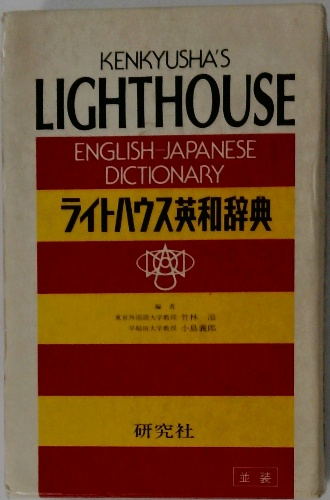 KENKYUSHA'S
LIGHTHOUSE
ENGLISH-JAPANESE
DICTIONARY
ライトハウス英和辞典
編者
東京外国語大学教授 竹林 滋
早稲田大学教授 小島義郎
研究社
並装